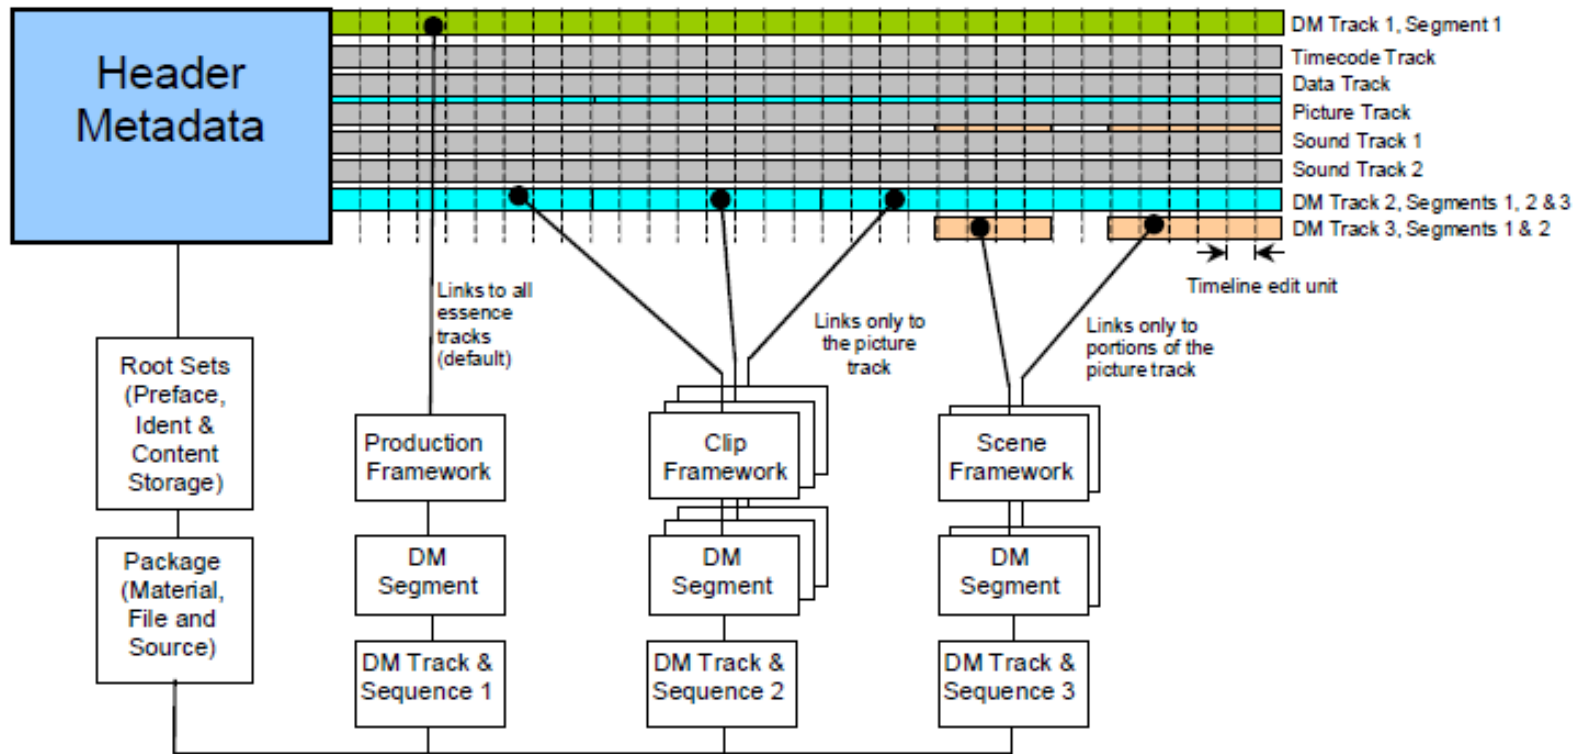 Header
Metadata
DM Track 1, Segment 1
Timecode Track
Data Track
Picture Track
Sound Track 1
Sound Track 2
DM Track 2, Segments 1, 2 & 3
DM Track 3, Segments 1 & 2
Timeline edit unit
Links to all
essence
tracks
(default)
Links only to
the picture
track
Links only to
portions of the
picture track
Root Sets
(Preface,
Ident &
Content
Storage)
Package
(Material,
File and
Source)
Production
Framework
DM
Segment
DM Track &
Sequence 1
Clip
Framework
DM
Segment
DM Track &
Sequence 2
Scene
Framework
DM
Segment
DM Track &
Sequence 3